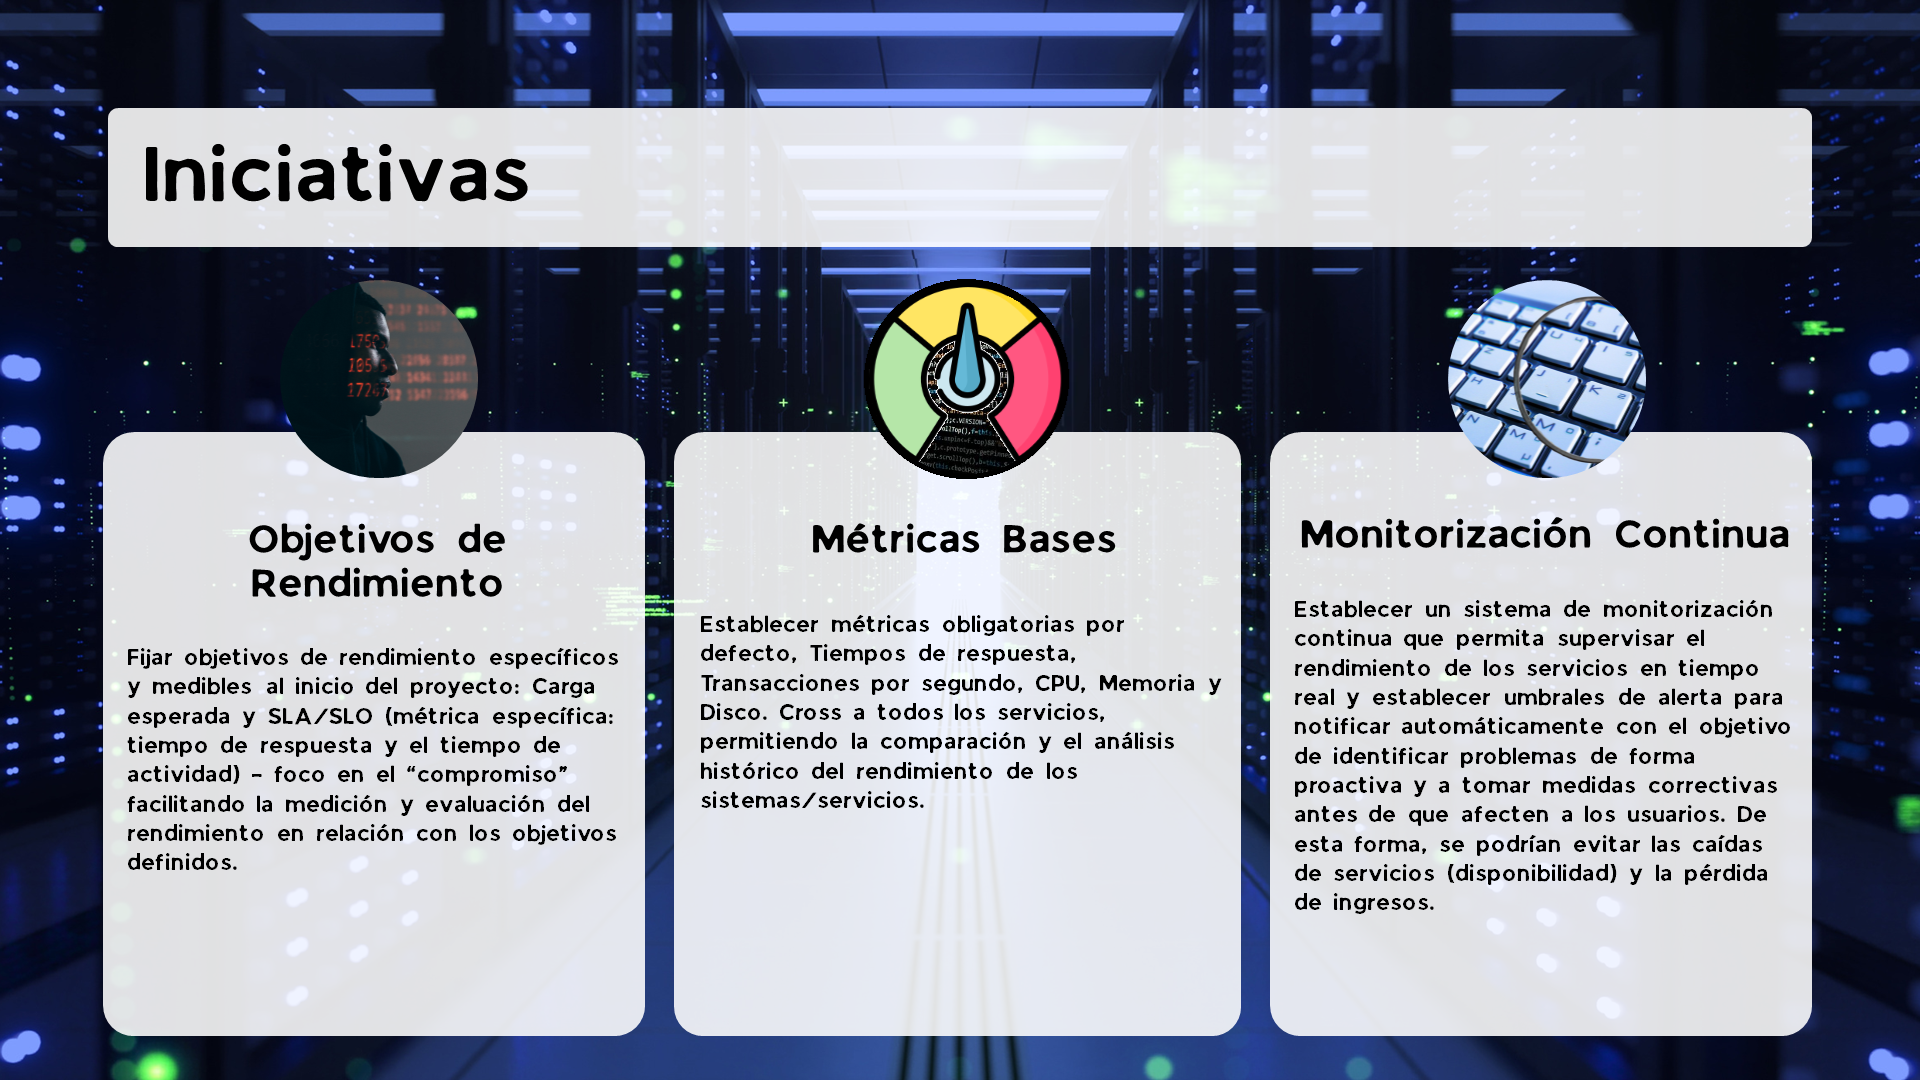 Iniciativas
Objetivos de
Rendimiento
Fijar objetivos de rendimiento específicos
y medibles al inicio del proyecto: Carga
esperada y SLA/SLO (métrica específica:
tiempo de respuesta y el tiempo de
actividad) – foco en el “compromiso”
facilitando la medición y evaluación del
rendimiento en relación con los objetivos
definidos.
Métricas Bases
Establecer métricas obligatorias por
defecto, Tiempos de respuesta,
Transacciones por segundo, CPU, Memoria y
Disco. Cross a todos los servicios,
permitiendo la comparación y el análisis
histórico del rendimiento de los
sistemas/servicios.
Monitorización Continua
Establecer un sistema de monitorización
continua que permita supervisar el
rendimiento de los servicios en tiempo
real y establecer umbrales de alerta para
notificar automáticamente con el objetivo
de identificar problemas de forma
proactiva y a tomar medidas correctivas
antes de que afecten a los usuarios. De
esta forma, se podrían evitar las caídas
de servicios (disponibilidad) y la pérdida
de ingresos.